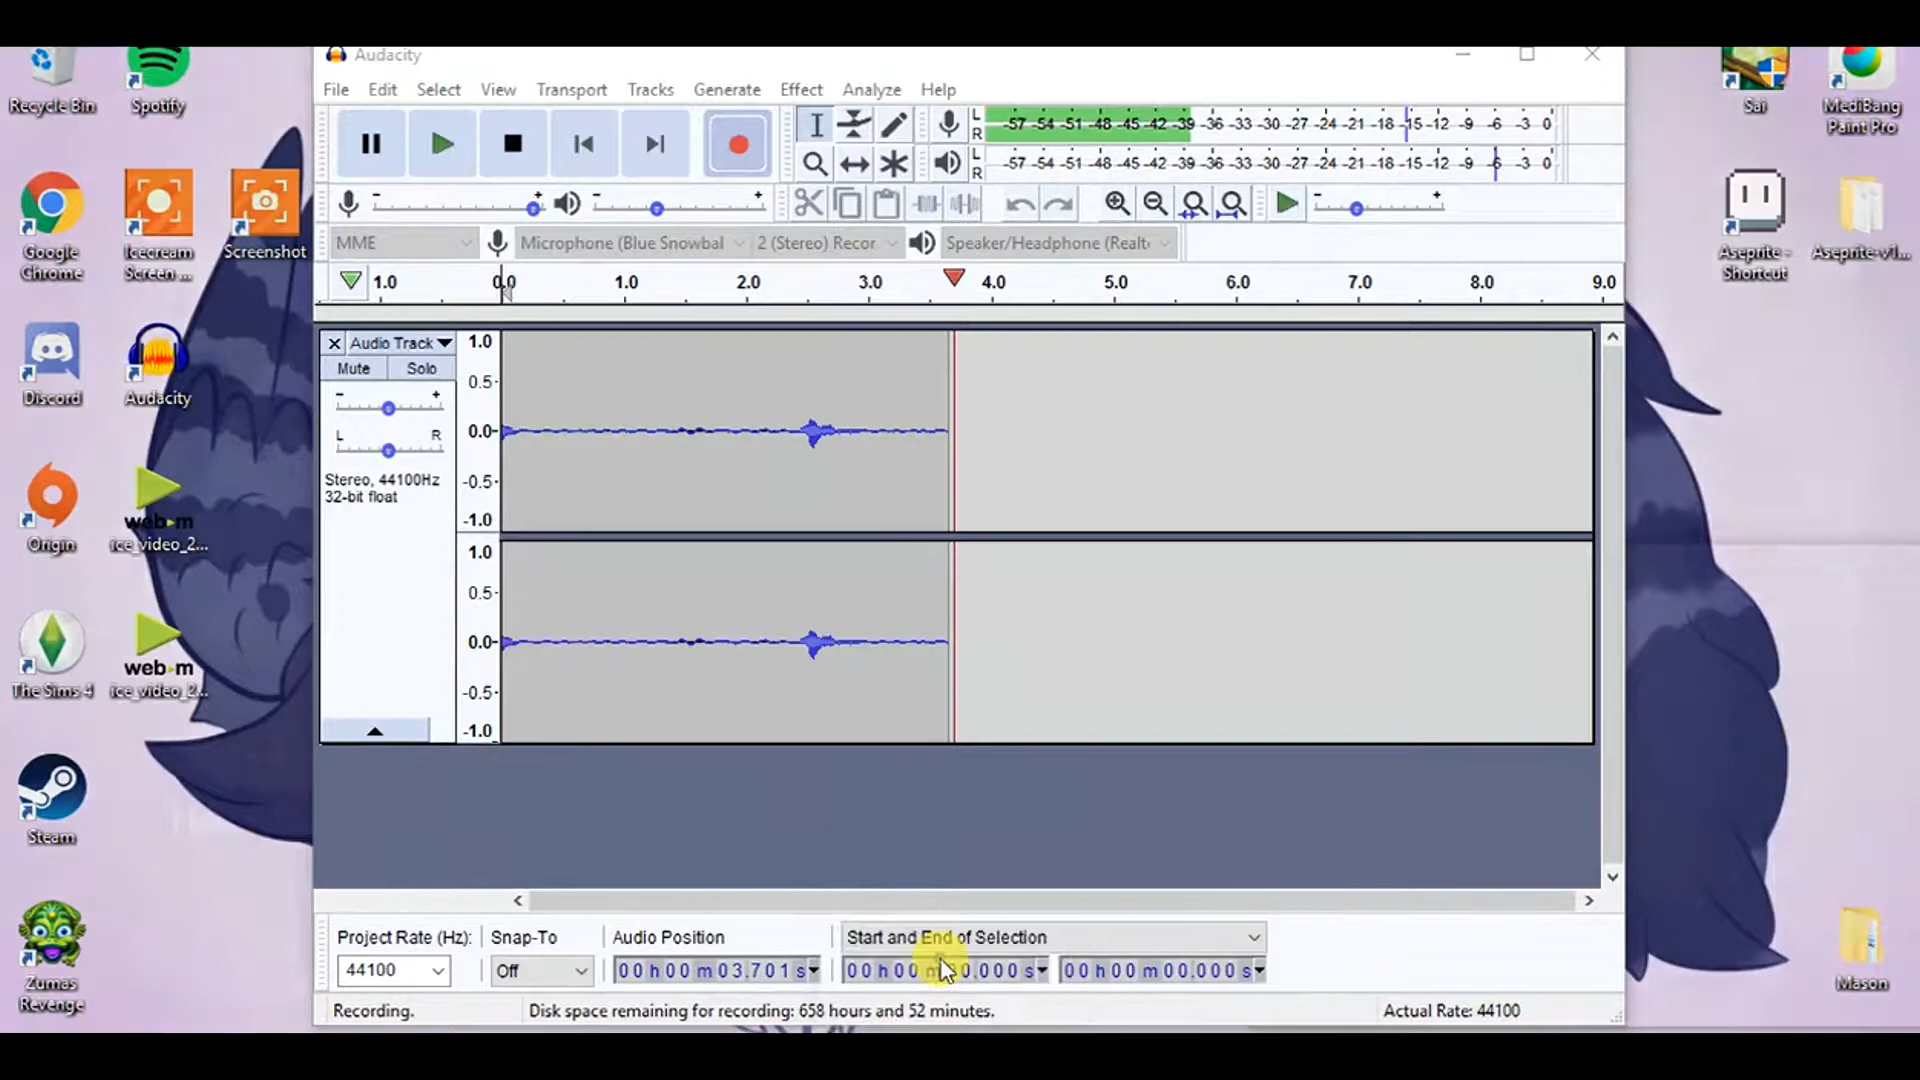 Audacity
File Edit Select View Transport Tracks Generate Effect Analyze Help
L
R
-57 -54 -51 -48 -45 -42 -39 -36 -33 -30 -27 -24 -21 -18 -15 -12 -9 -6 -3 0
L
R
-57 -54 -51 -48 -45 -42 -39 -36 -33 -30 -27 -24 -21 -18 -15 -12 -9 -6 -3 0
- + - + - +
MME Microphone (Blue Snowbal 2 (Stereo) Recor Speaker/Headphone (Realt
1.0 0.0 1.0 2.0 3.0 4.0 5.0 6.0 7.0 8.0 9.0
Audio Track
Mute Solo
- +
L R
Stereo, 44100Hz
32-bit float
1.0
0.5-
0.0-
-0.5-
-1.0
1.0
0.5-
0.0-
-0.5-
-1.0
Project Rate (Hz): Snap-To Audio Position Start and End of Selection
44100 Off 00 h 00 m 03.701 s 00 h 00 m 00.000 s 00 h 00 m 00.000 s
Recording. Disk space remaining for recording: 658 hours and 52 minutes. Actual Rate: 44100
Recycle Bin
Spotify
Google
Chrome
Icecream
Screen ...
Screenshot
Discord
Audacity
Origin
web-m
ice_video_2...
The Sims 4
web-m
ice_video_2...
Steam
Zumas
Revenge
Sai
MediBang
Paint Pro
Aseprite -
Shortcut
Aseprite-v1...
Mason